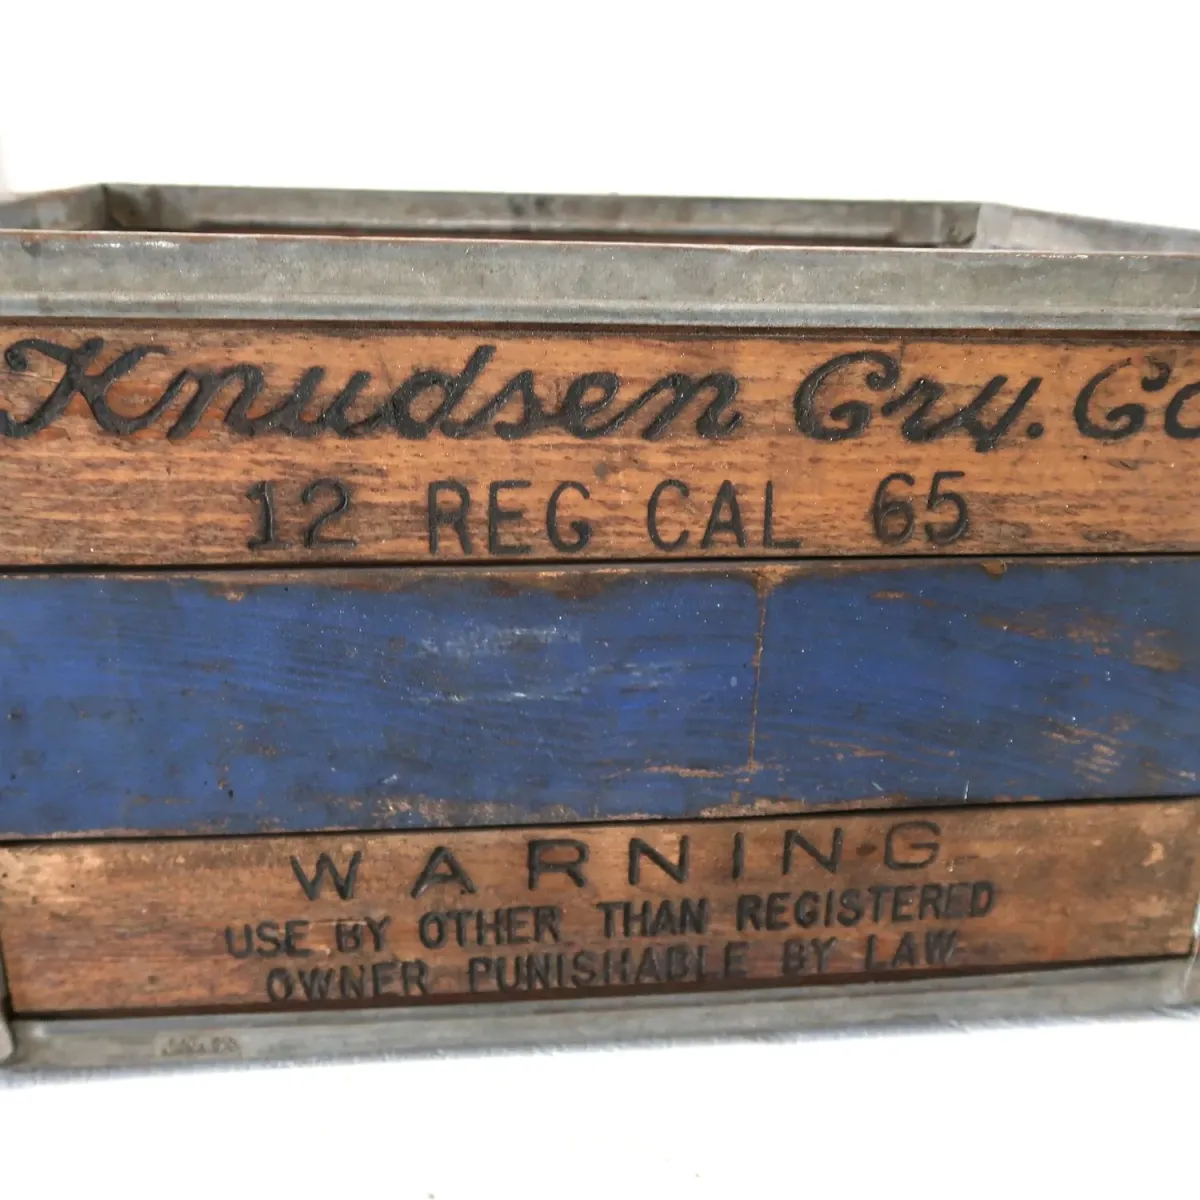 Knudsen Cry. Co
12 REG CAL 65
WARNING
USE BY OTHER THAN REGISTERED
OWNER PUNISHABLE BY LAW